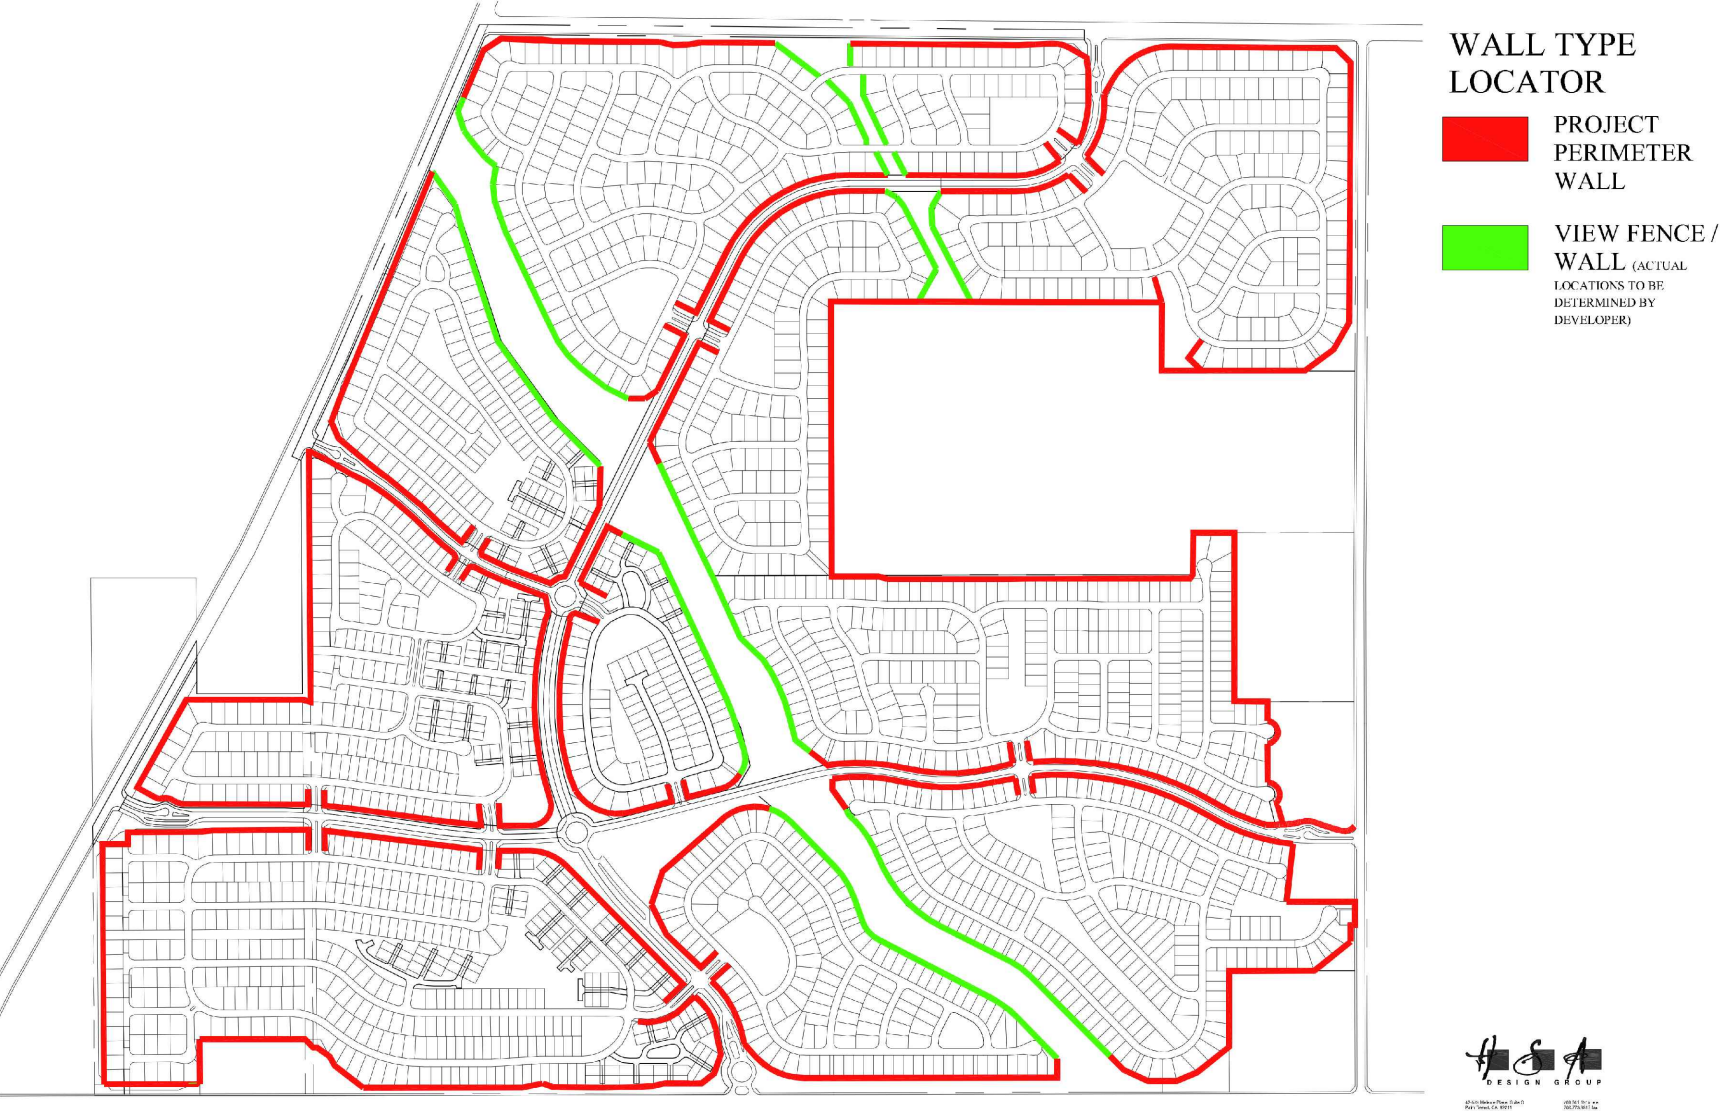 WALL TYPE
LOCATOR
PROJECT
PERIMETER
WALL
VIEW FENCE /
WALL (ACTUAL
LOCATIONS TO BE
DETERMINED BY
DEVELOPER)
H S A
DESIGN GROUP